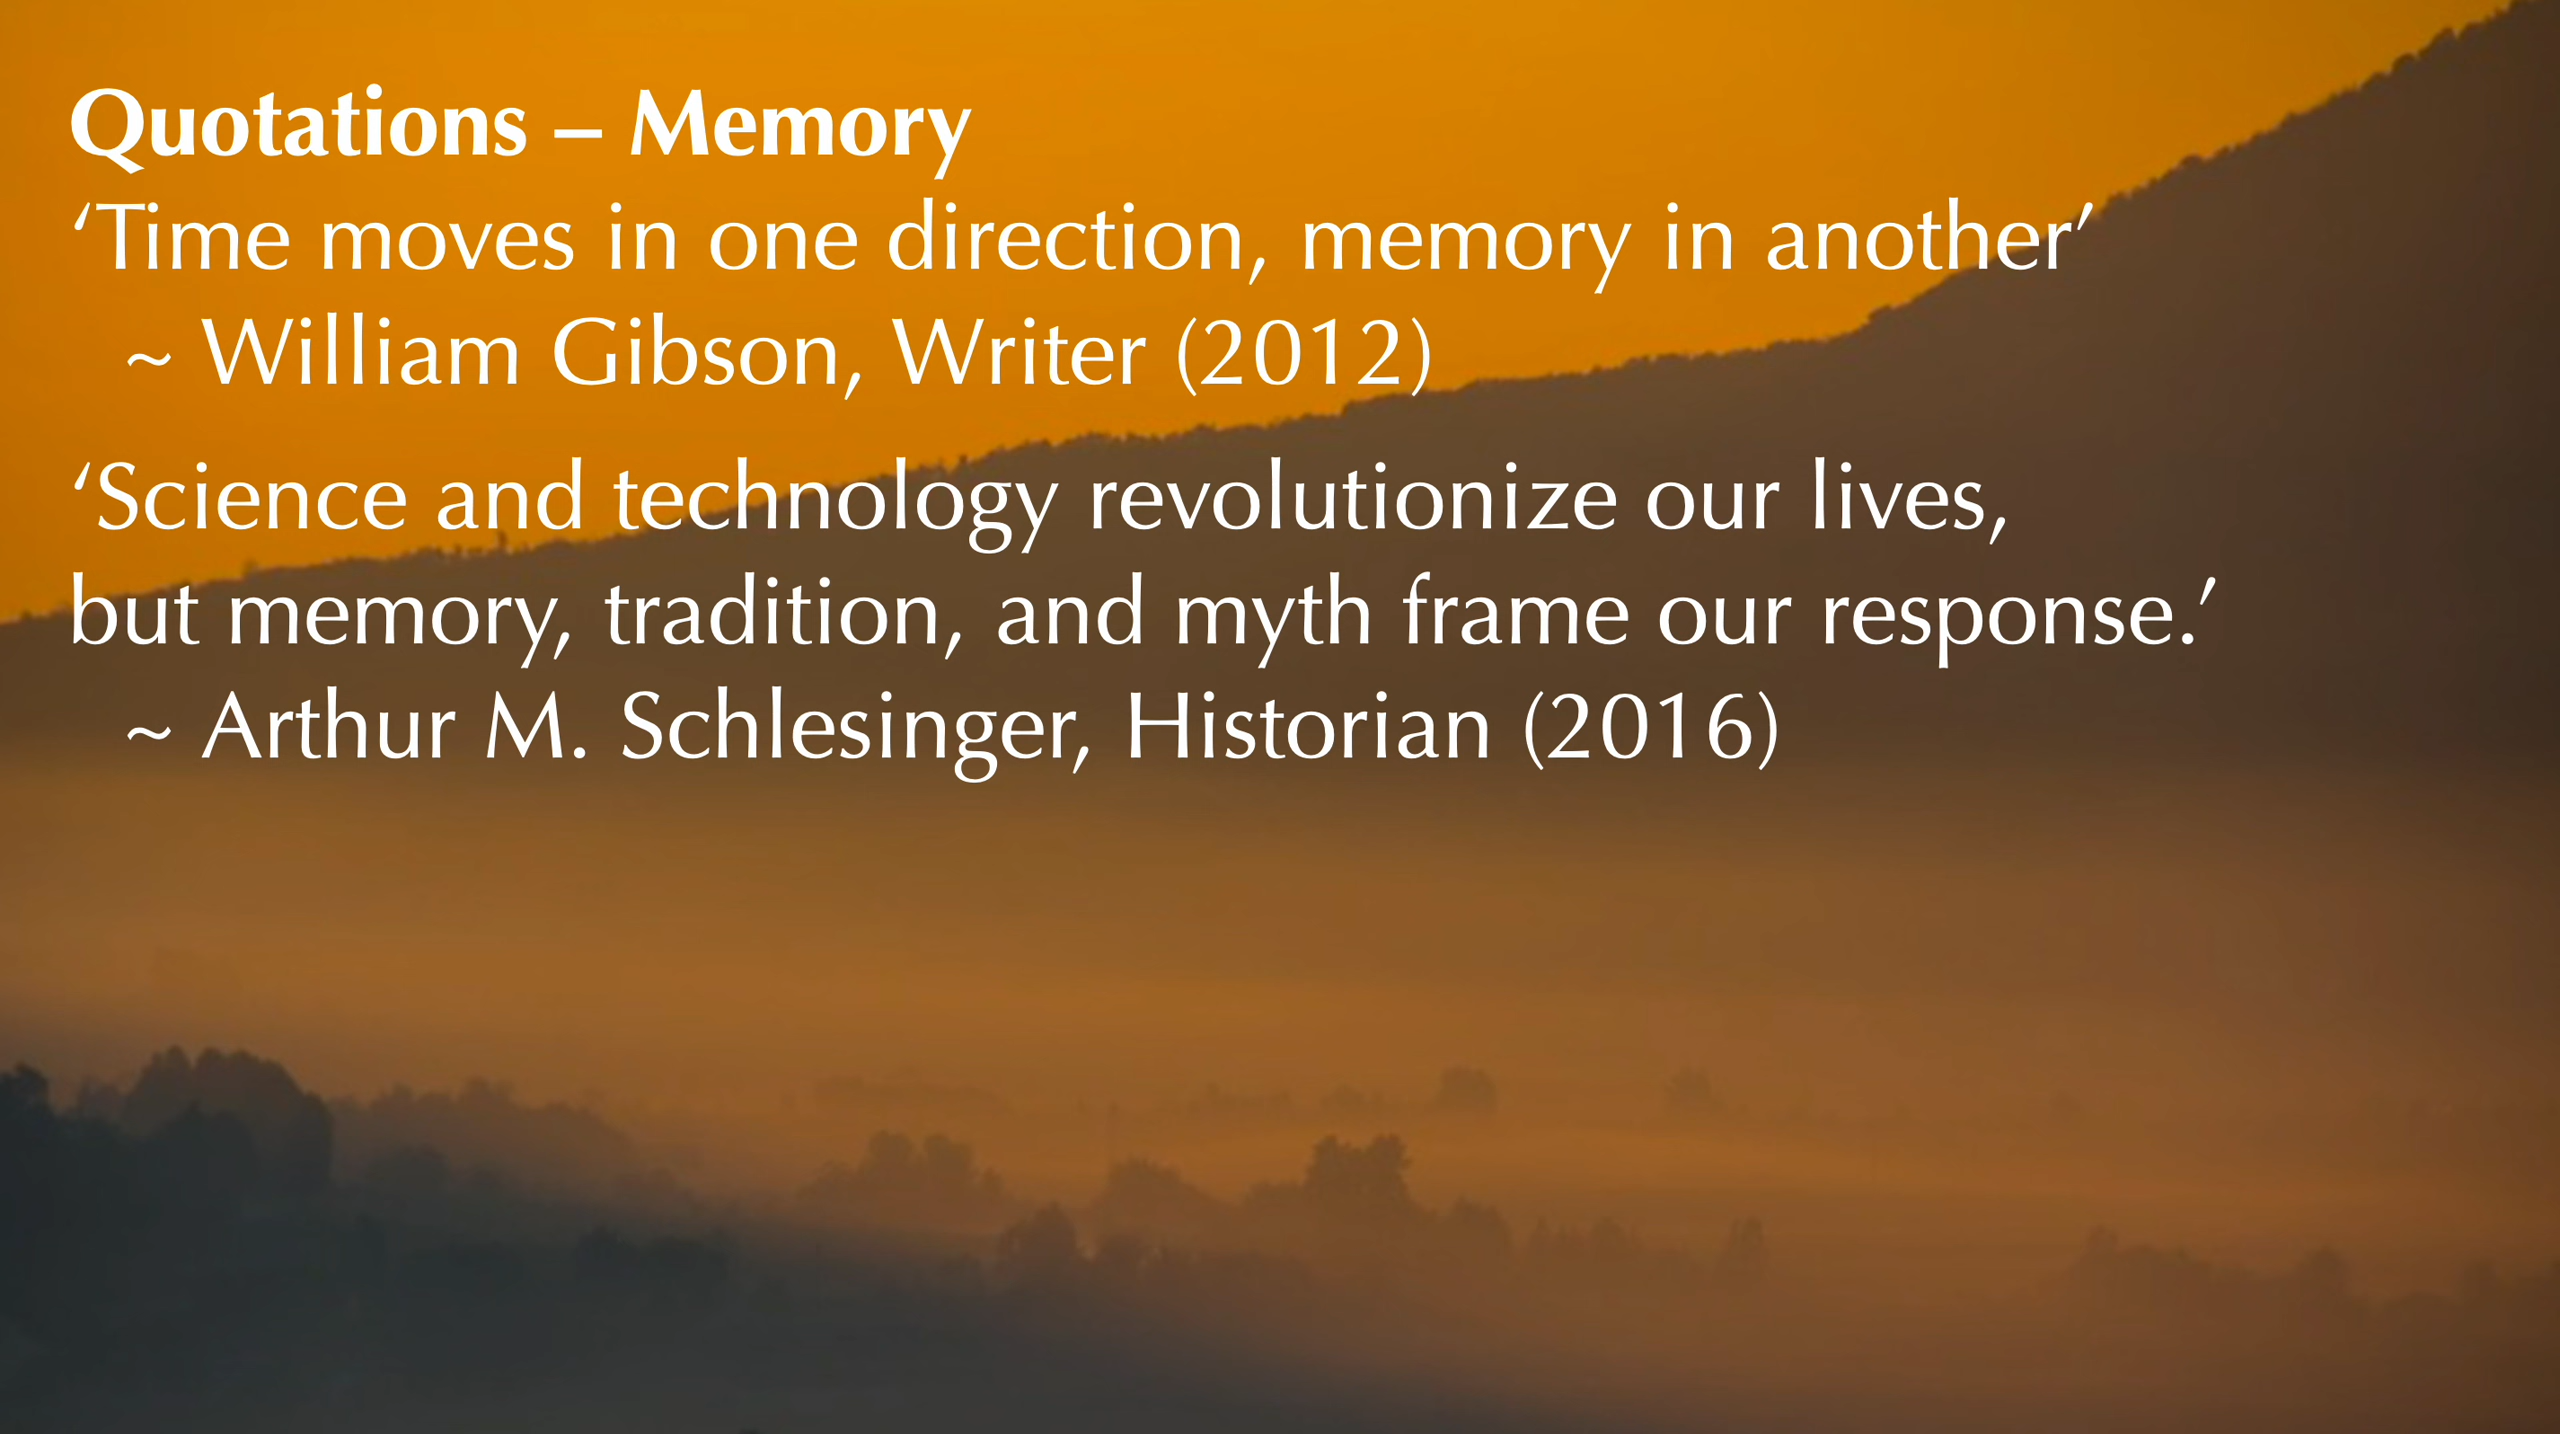 Quotations – Memory
‘Time moves in one direction, memory in another’
~ William Gibson, Writer (2012)
‘Science and technology revolutionize our lives,
but memory, tradition, and myth frame our response.’
~ Arthur M. Schlesinger, Historian (2016)